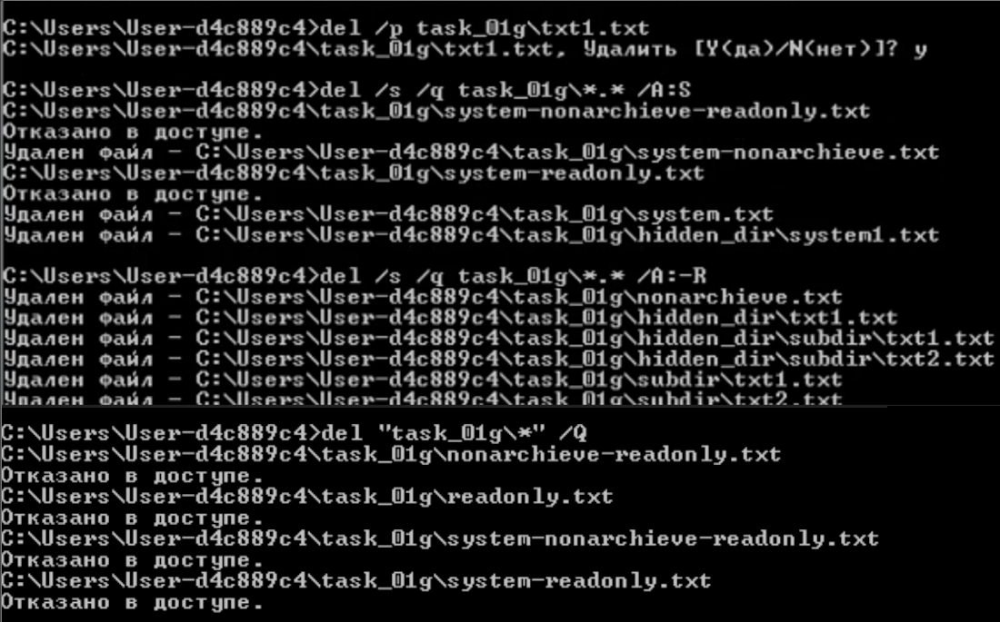 C:\Users\User-d4c889c4>del /p task_01g\txt1.txt
C:\Users\User-d4c889c4\task_01g\txt1.txt, Удалить [Y(да)/N(нет)]? y
C:\Users\User-d4c889c4>del /s /q task_01g\*.* /A:S
C:\Users\User-d4c889c4\task_01g\system-nonarchieve-readonly.txt
Отказано в доступе.
Удален файл - C:\Users\User-d4c889c4\task_01g\system-nonarchieve.txt
C:\Users\User-d4c889c4\task_01g\system-readonly.txt
Отказано в доступе.
Удален файл - C:\Users\User-d4c889c4\task_01g\system.txt
Удален файл - C:\Users\User-d4c889c4\task_01g\hidden_dir\system1.txt
C:\Users\User-d4c889c4>del /s /q task_01g\*.* /A:-R
Удален файл - C:\Users\User-d4c889c4\task_01g\nonarchieve.txt
Удален файл - C:\Users\User-d4c889c4\task_01g\hidden_dir\txt1.txt
Удален файл - C:\Users\User-d4c889c4\task_01g\hidden_dir\subdir\txt1.txt
Удален файл - C:\Users\User-d4c889c4\task_01g\hidden_dir\subdir\txt2.txt
Удален файл - C:\Users\User-d4c889c4\task_01g\subdir\txt1.txt
Удален файл - C:\Users\User-d4c889c4\task_01g\subdir\txt2.txt
C:\Users\User-d4c889c4>del "task_01g\*" /Q
C:\Users\User-d4c889c4\task_01g\nonarchieve-readonly.txt
Отказано в доступе.
C:\Users\User-d4c889c4\task_01g\readonly.txt
Отказано в доступе.
C:\Users\User-d4c889c4\task_01g\system-nonarchieve-readonly.txt
Отказано в доступе.
C:\Users\User-d4c889c4\task_01g\system-readonly.txt
Отказано в доступе.